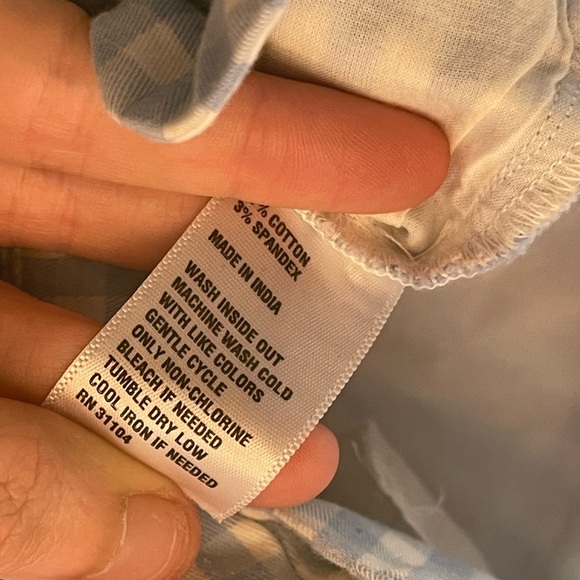 % COTTON
3% SPANDEX
MADE IN INDIA
WASH INSIDE OUT
MACHINE WASH COLD
WITH LIKE COLORS
GENTLE CYCLE
ONLY NON-CHLORINE
BLEACH IF NEEDED
TUMBLE DRY LOW
COOL IRON IF NEEDED
RN 31104